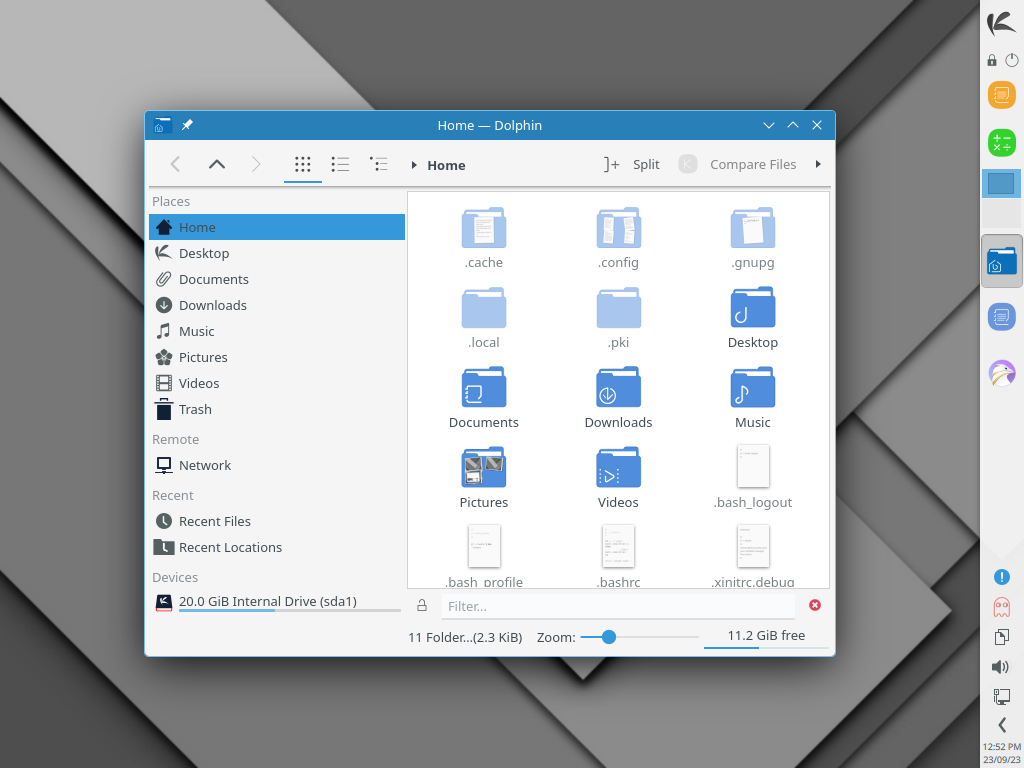 Home — Dolphin
Home
Split
Compare Files
Places
Home
Desktop
Documents
Downloads
Music
Pictures
Videos
Trash
Remote
Network
Recent
Recent Files
Recent Locations
Devices
20.0 GiB Internal Drive (sda1)
.cache
.config
.gnupg
.local
.pki
Desktop
Documents
Downloads
Music
Pictures
Videos
.bash_logout
.bash_profile
.bashrc
.xinitrc.debug
Filter...
11 Folder...(2.3 KiB)
Zoom:
11.2 GiB free
12:52 PM
23/09/23